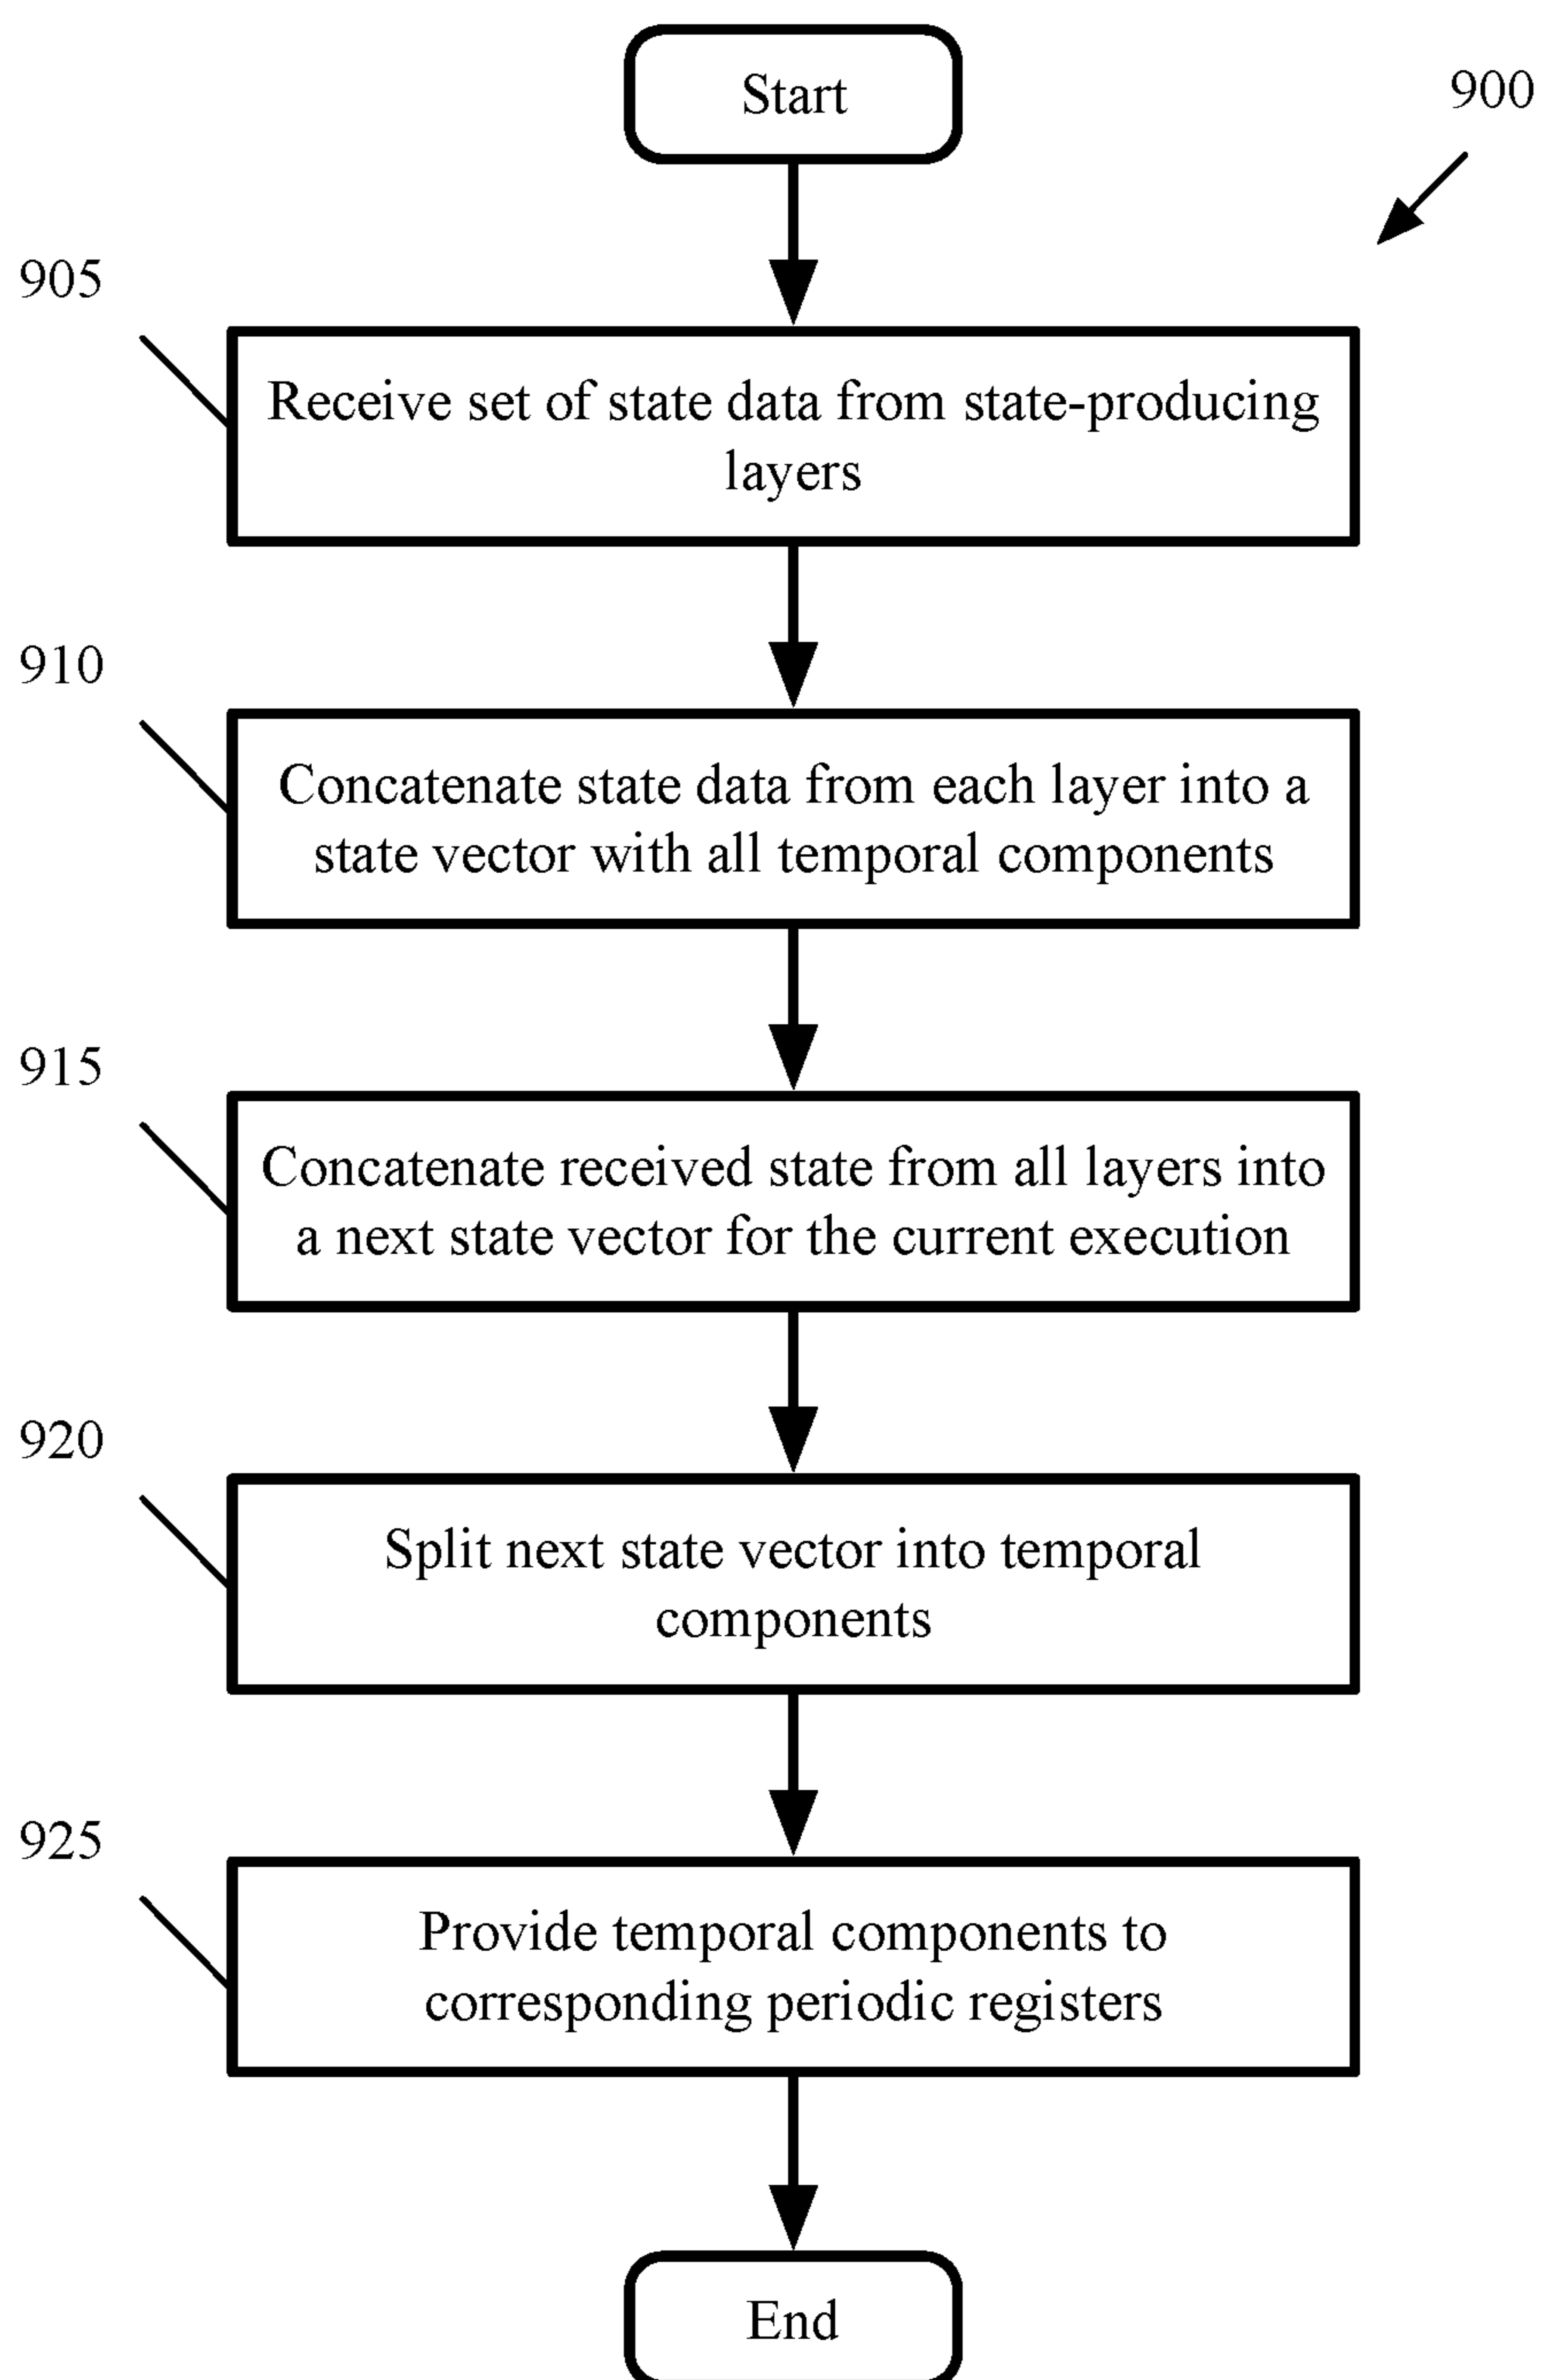 Start
900
905
Receive set of state data from state-producing
layers
910
Concatenate state data from each layer into a
state vector with all temporal components
915
Concatenate received state from all layers into
a next state vector for the current execution
920
Split next state vector into temporal
components
925
Provide temporal components to
corresponding periodic registers
End